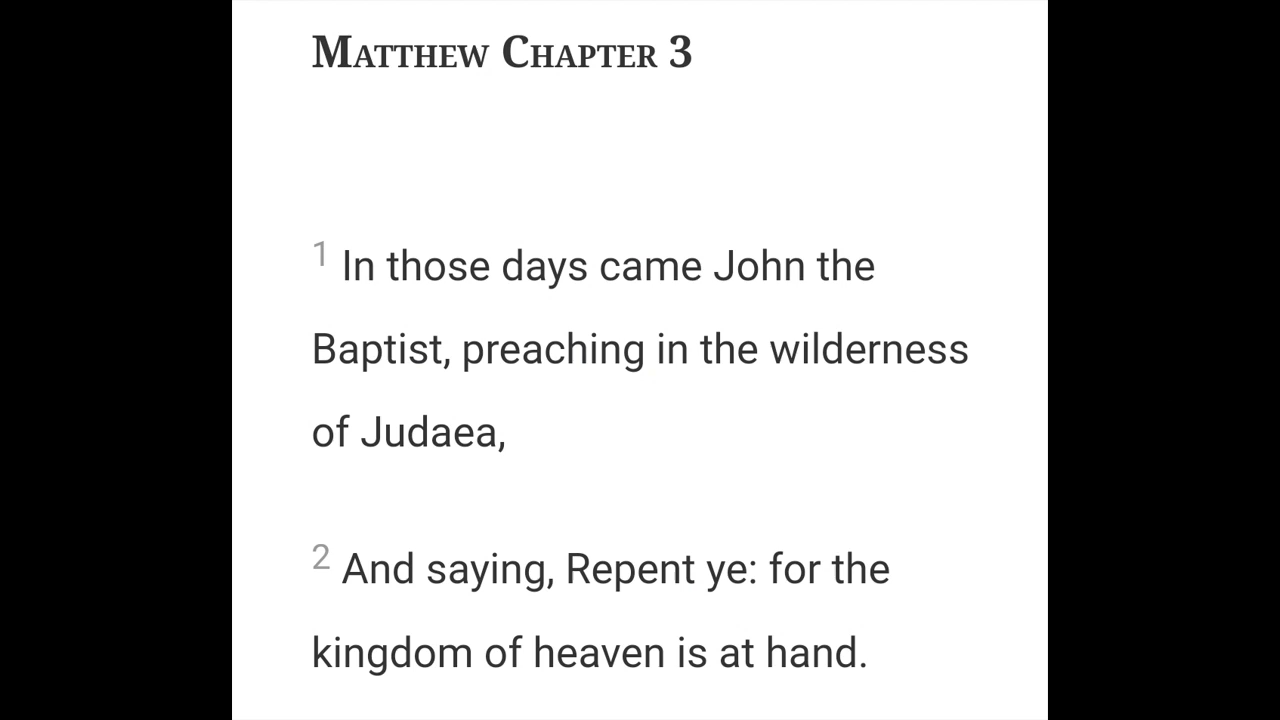 Matthew Chapter 3
1 In those days came John the
Baptist, preaching in the wilderness
of Judaea,
2 And saying, Repent ye: for the
kingdom of heaven is at hand.